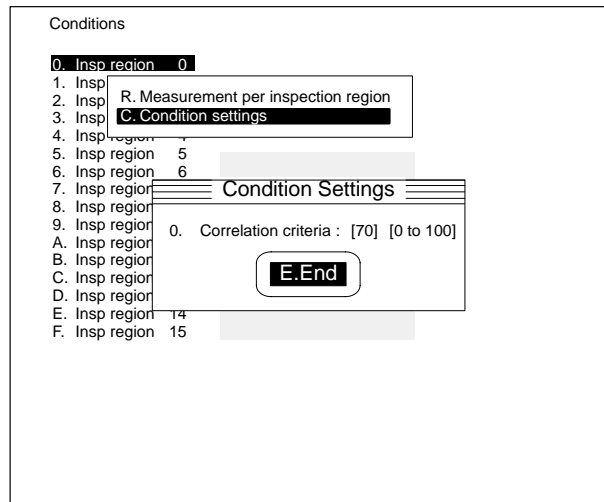 Conditions
0. Insp region 0
1. Insp
R. Measurement per inspection region
2. Insp
C. Condition settings
3. Insp
4. Insp
5. Insp region 5
6. Insp region 6
7. Insp region
Condition Settings
8. Insp region
9. Insp region
0. Correlation criteria : [70] [0 to 100]
A. Insp region
B. Insp region
C. Insp region
E.End
D. Insp region
E. Insp region 14
F. Insp region 15